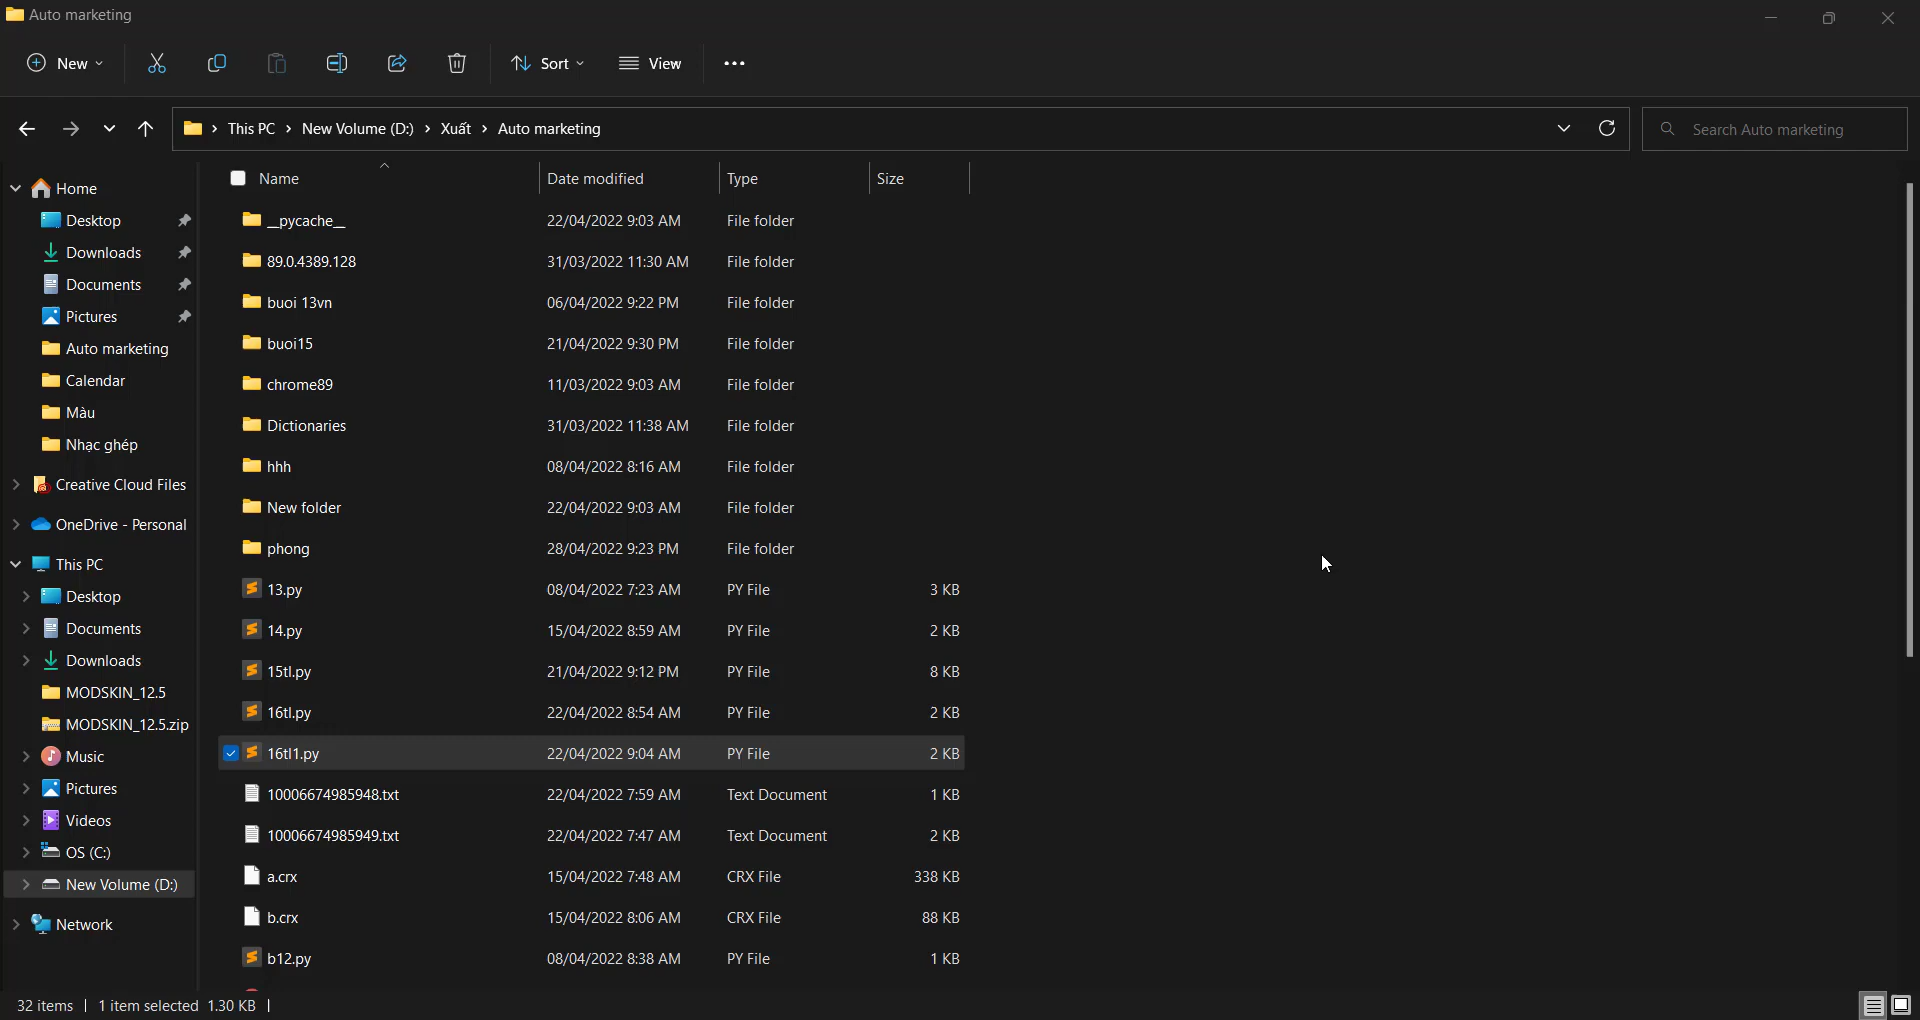 Auto marketing
New
Sort
View
This PC
New Volume (D:)
Xuất
Auto marketing
Search Auto marketing
Home
Desktop
Downloads
Documents
Pictures
Auto marketing
Calendar
Màu
Nhạc ghép
Creative Cloud Files
OneDrive - Personal
This PC
Desktop
Documents
Downloads
MODSKIN_12.5
MODSKIN_12.5.zip
Music
Pictures
Videos
OS (C:)
New Volume (D:)
Network
Name Date modified Type Size
__pycache__ 22/04/2022 9:03 AM File folder
89.0.4389.128 31/03/2022 11:30 AM File folder
buoi 13vn 06/04/2022 9:22 PM File folder
buoi15 21/04/2022 9:30 PM File folder
chrome89 11/03/2022 9:03 AM File folder
Dictionaries 31/03/2022 11:38 AM File folder
hhh 08/04/2022 8:16 AM File folder
New folder 22/04/2022 9:03 AM File folder
phong 28/04/2022 9:23 PM File folder
13.py 08/04/2022 7:23 AM PY File 3 KB
14.py 15/04/2022 8:59 AM PY File 2 KB
15tl.py 21/04/2022 9:12 PM PY File 8 KB
16tl.py 22/04/2022 8:54 AM PY File 2 KB
16tl1.py 22/04/2022 9:04 AM PY File 2 KB
10006674985948.txt 22/04/2022 7:59 AM Text Document 1 KB
10006674985949.txt 22/04/2022 7:47 AM Text Document 2 KB
a.crx 15/04/2022 7:48 AM CRX File 338 KB
b.crx 15/04/2022 8:06 AM CRX File 88 KB
b12.py 08/04/2022 8:38 AM PY File 1 KB
32 items 1 item selected 1.30 KB